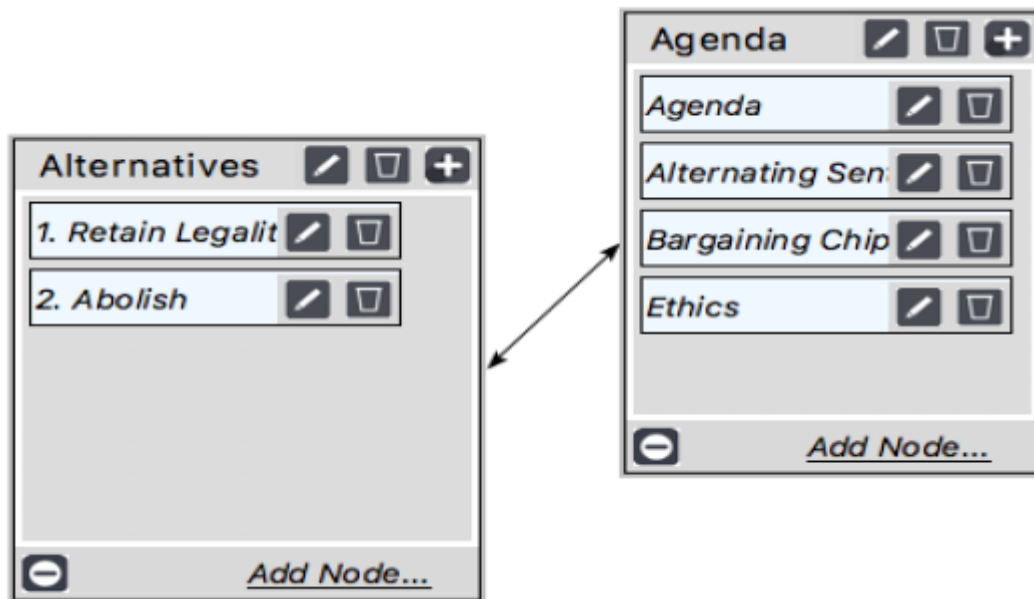 Alternatives
1. Retain Legalit
2. Abolish
Add Node...
Agenda
Agenda
Alternating Sen
Bargaining Chip
Ethics
Add Node...